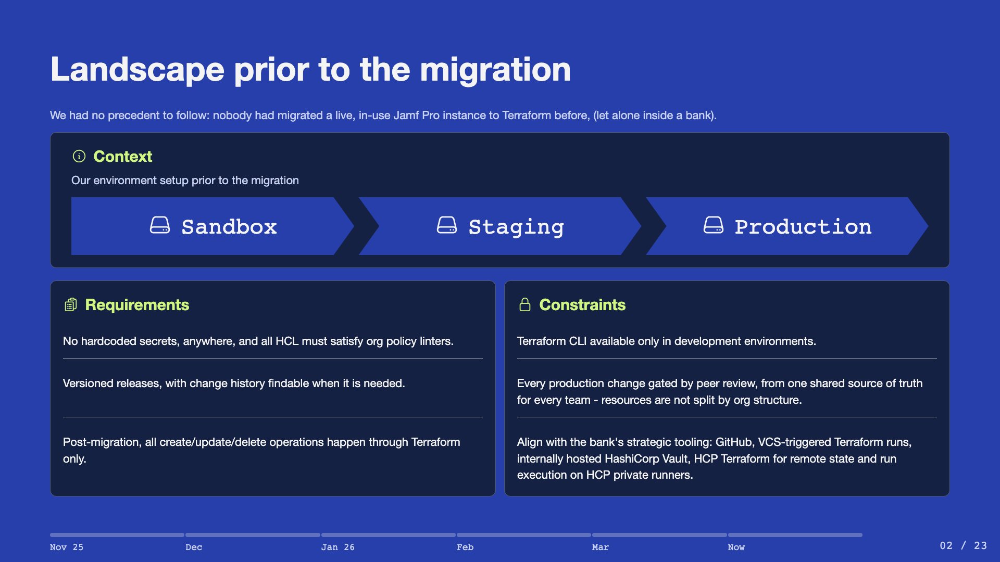 Landscape prior to the migration
We had no precedent to follow: nobody had migrated a live, in-use Jamf Pro instance to Terraform before, (let alone inside a bank).
Context
Our environment setup prior to the migration
Sandbox
Staging
Production
Requirements
No hardcoded secrets, anywhere, and all HCL must satisfy org policy linters.
Versioned releases, with change history findable when it is needed.
Post-migration, all create/update/delete operations happen through Terraform
only.
Constraints
Terraform CLI available only in development environments.
Every production change gated by peer review, from one shared source of truth
for every team - resources are not split by org structure.
Align with the bank's strategic tooling: GitHub, VCS-triggered Terraform runs,
internally hosted HashiCorp Vault, HCP Terraform for remote state and run
execution on HCP private runners.
Nov 25
Dec
Jan 26
Feb
Mar
Now
02 / 23